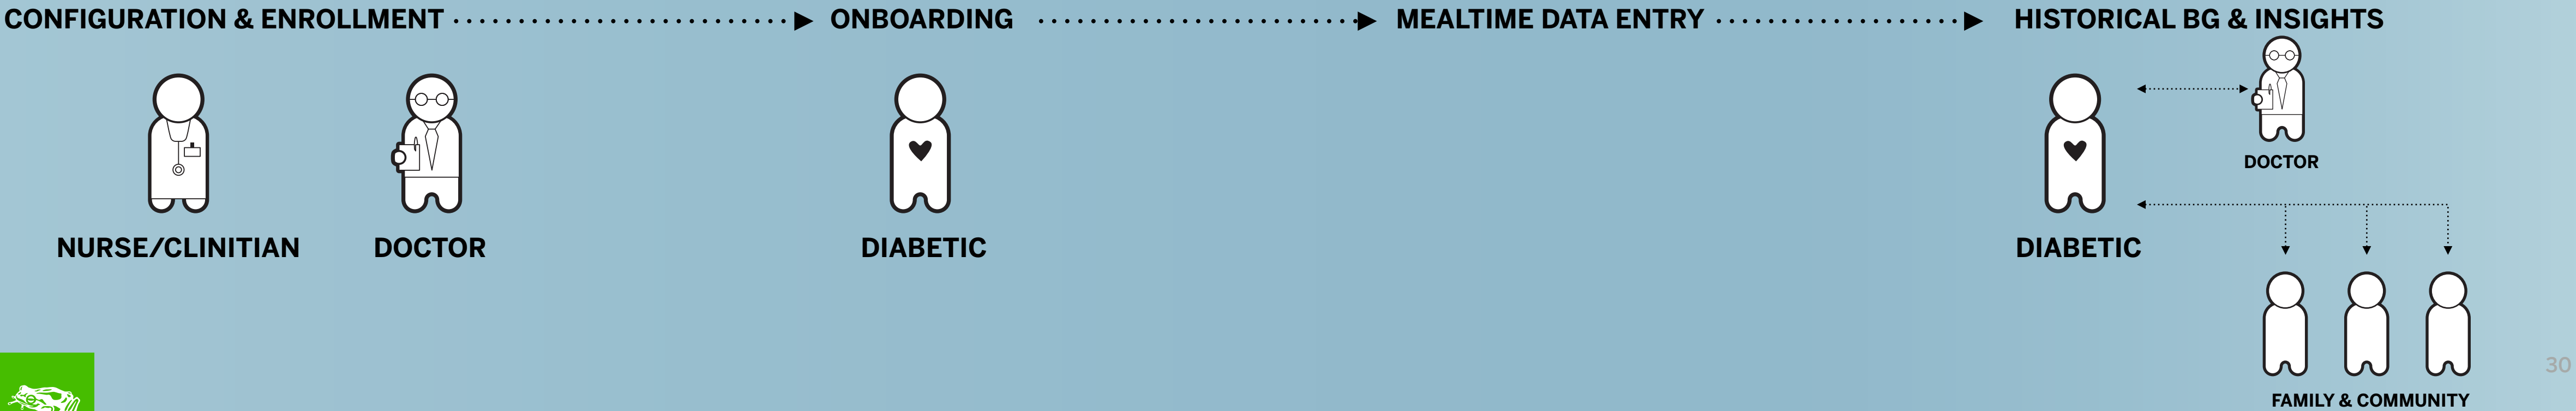 CONFIGURATION & ENROLLMENT
ONBOARDING
MEALTIME DATA ENTRY
HISTORICAL BG & INSIGHTS
NURSE/CLINITIAN
DOCTOR
DIABETIC
DIABETIC
DOCTOR
FAMILY & COMMUNITY
30